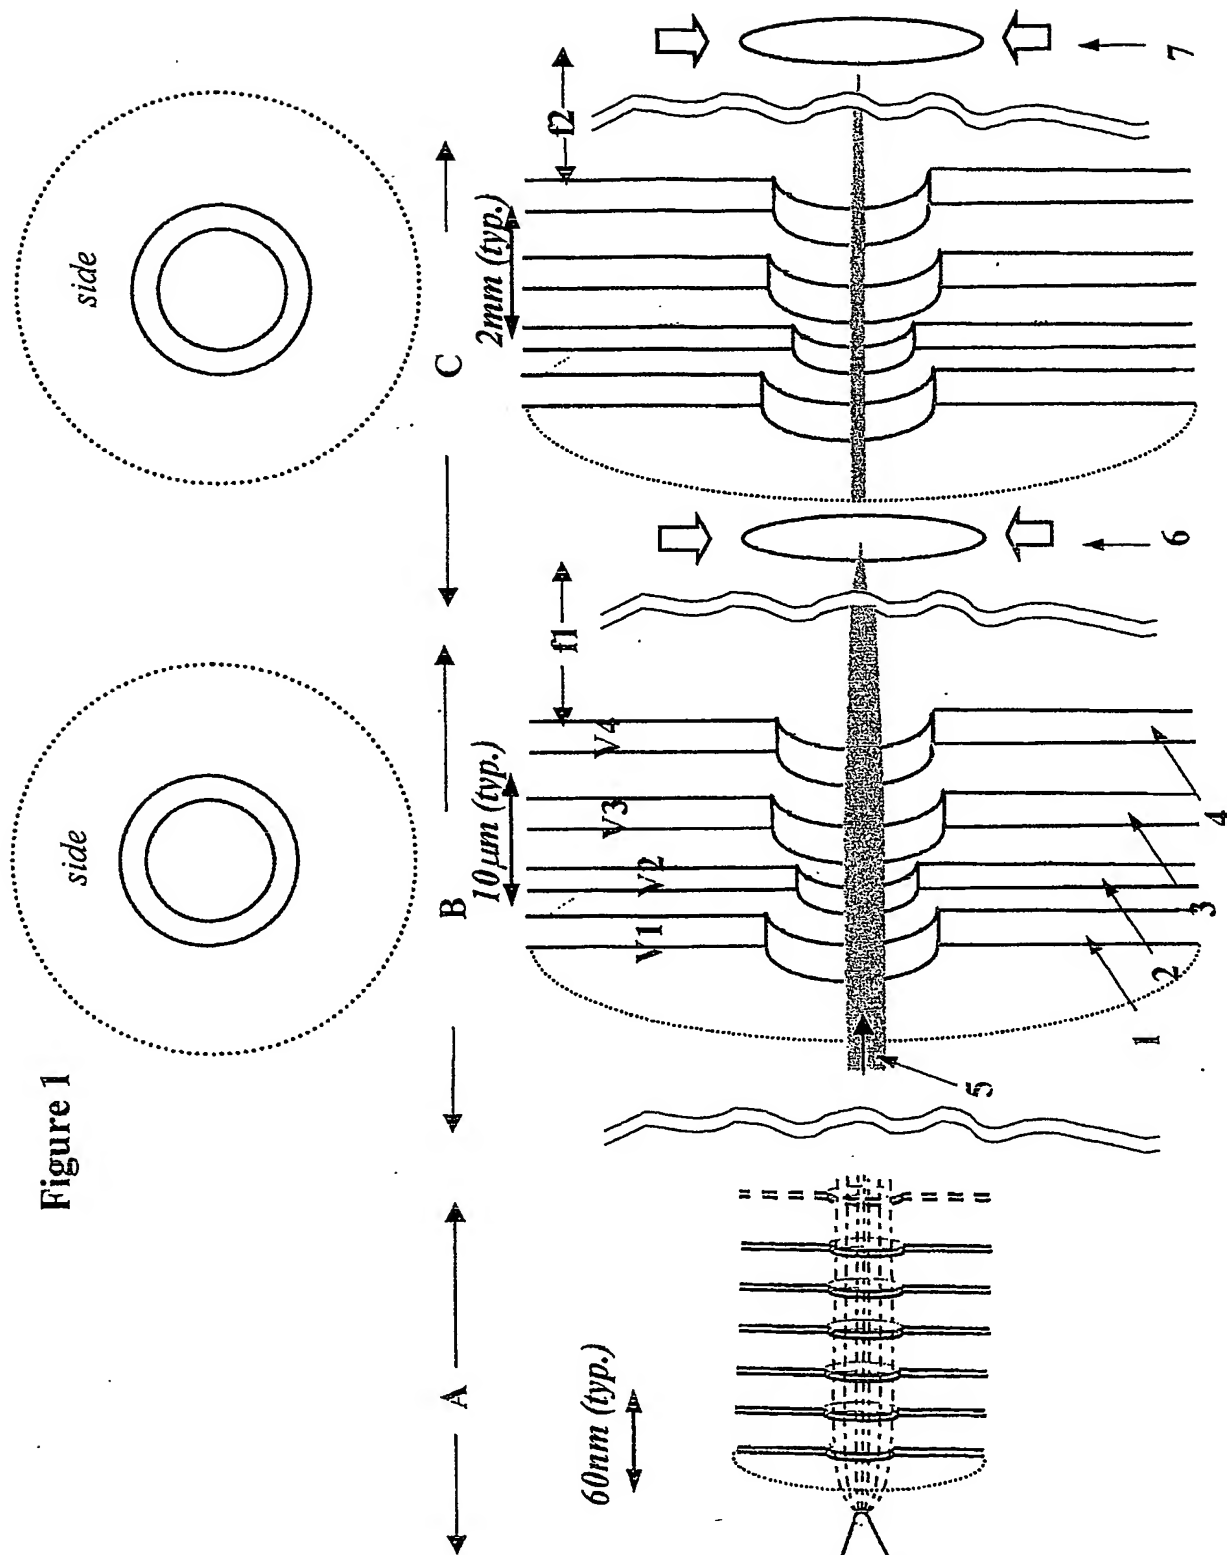 Figure 1
side
side
A
B
C
60nm (typ.)
10µm (typ.)
2mm (typ.)
f1
f2
V1
V2
V3
V4
5
1
2
3
4
6
7